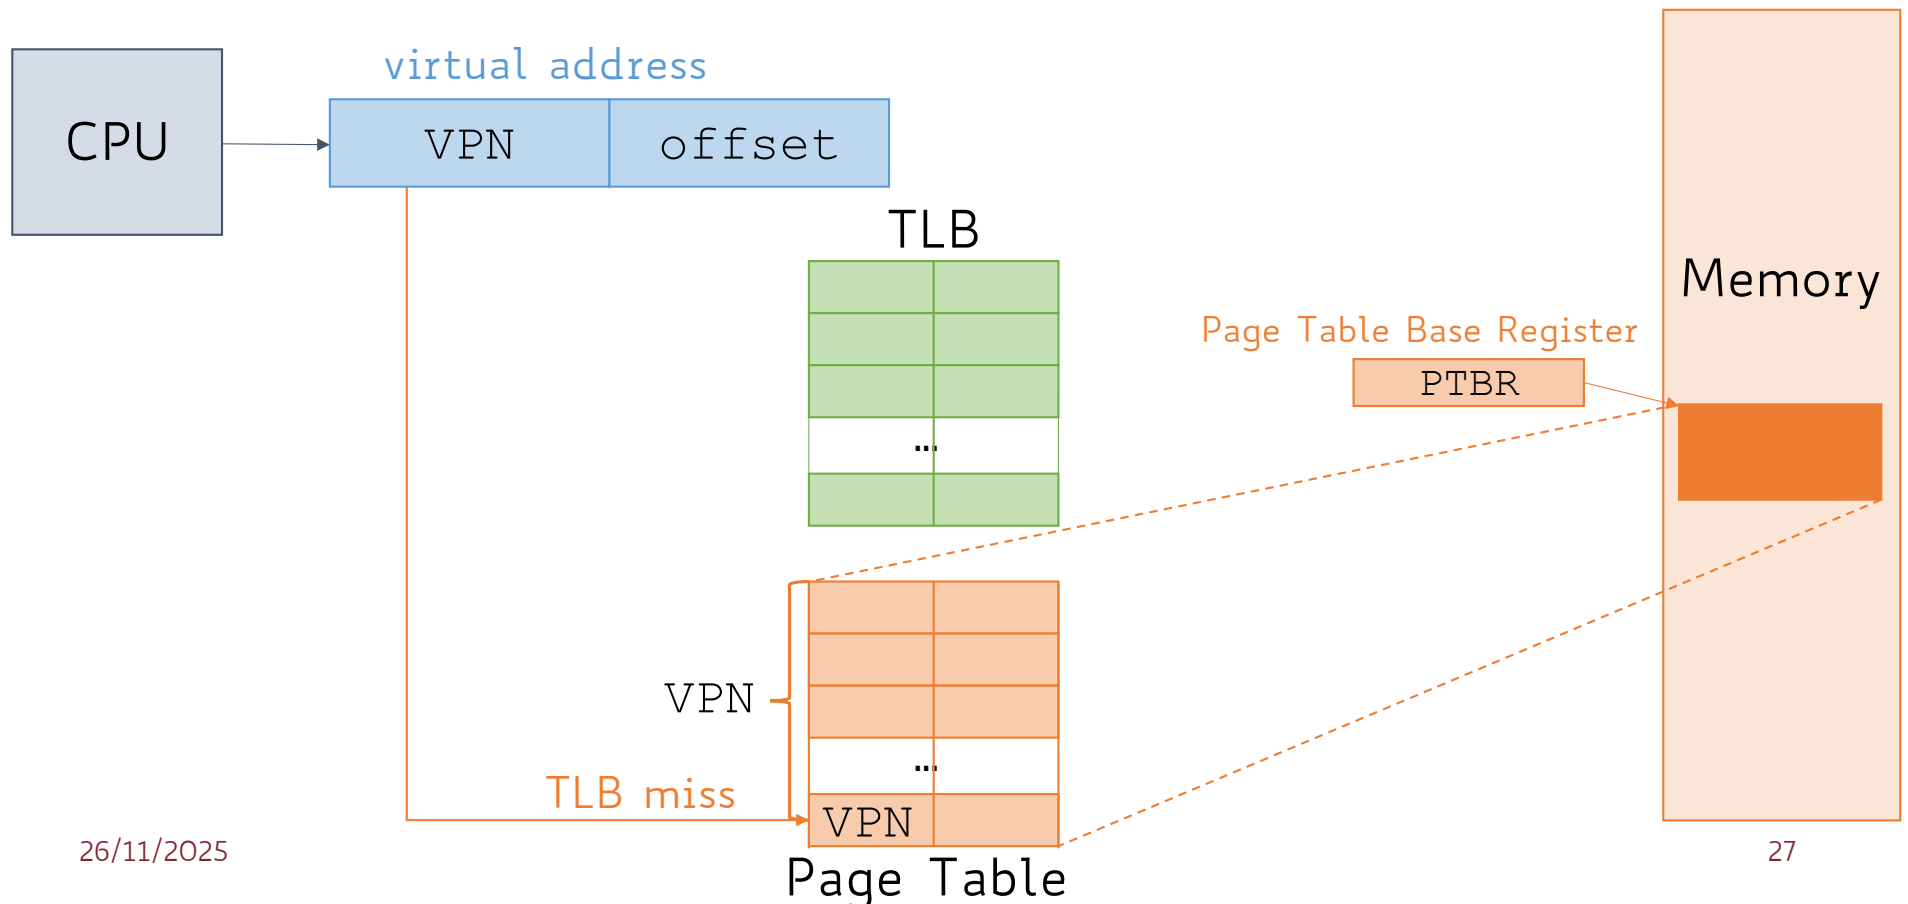 virtual address
CPU
VPN
offset
TLB
Memory
Page Table Base Register
PTBR
...
VPN
...
TLB miss
VPN
26/11/2025
27
Page Table